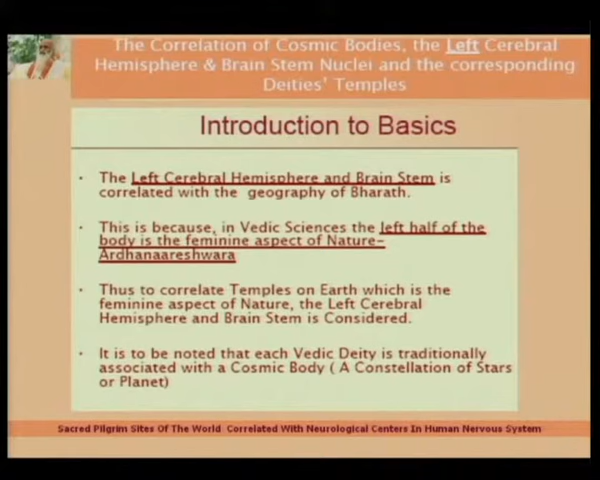 The Correlation of Cosmic Bodies, the Left Cerebral
Hemisphere & Brain Stem Nuclei and the corresponding
Deities' Temples
Introduction to Basics
• The Left Cerebral Hemisphere and Brain Stem is
correlated with the geography of Bharath.
• This is because, in Vedic Sciences the left half of the
body is the feminine aspect of Nature-
Ardhanaareshwara
• Thus to correlate Temples on Earth which is the
feminine aspect of Nature, the Left Cerebral
Hemisphere and Brain Stem is Considered.
• It is to be noted that each Vedic Deity is traditionally
associated with a Cosmic Body ( A Constellation of Stars
or Planet)
Sacred Pilgrim Sites Of The World Correlated With Neurological Centers In Human Nervous System